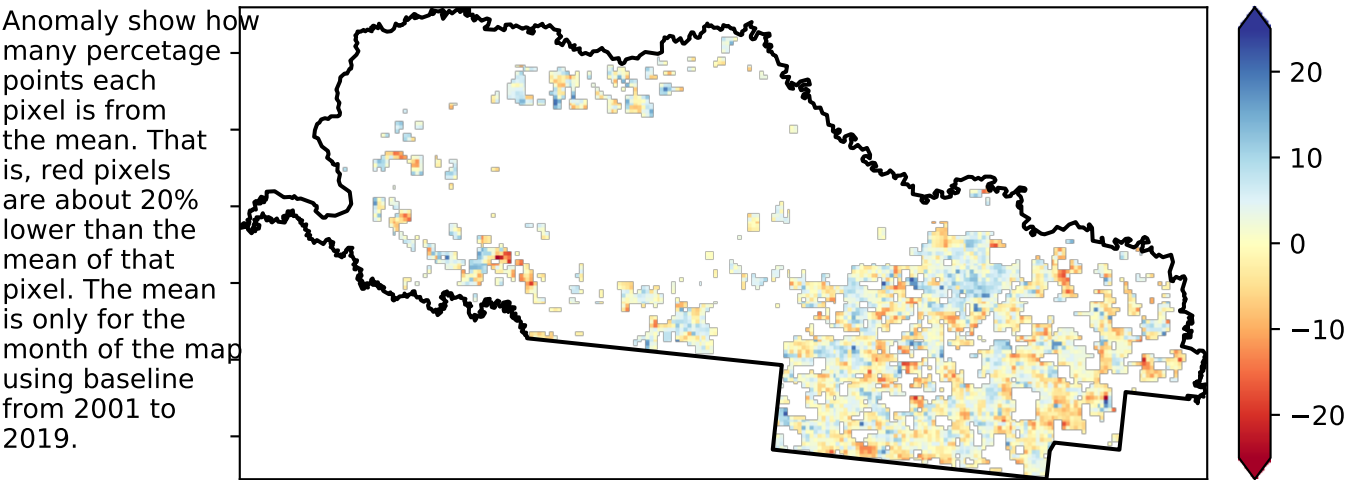 Anomaly show how
many percetage
points each
pixel is from
the mean. That
is, red pixels
are about 20%
lower than the
mean of that
pixel. The mean
is only for the
month of the map
using baseline
from 2001 to
2019.
20
10
0
−10
−20